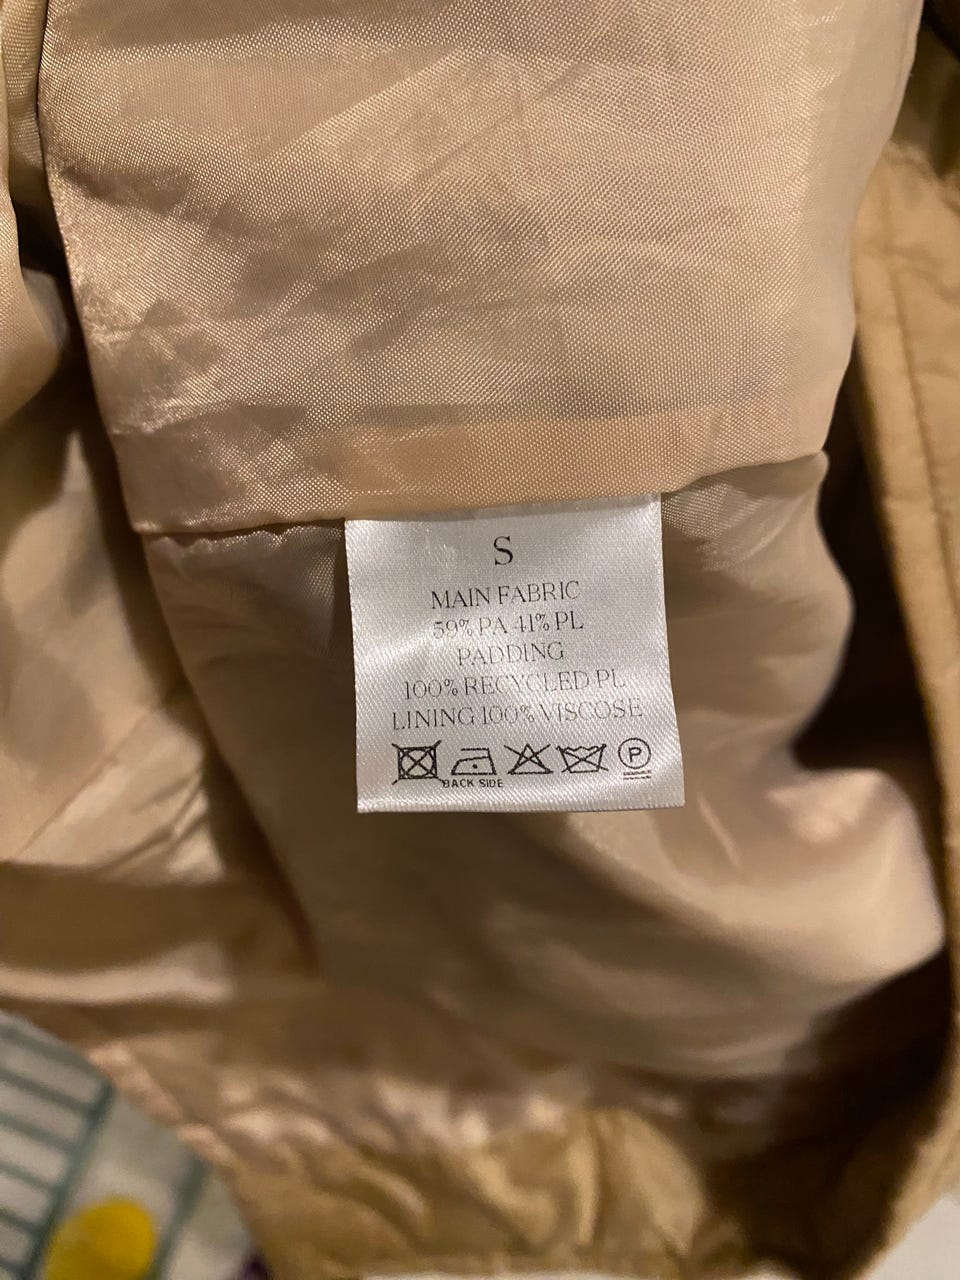 S
MAIN FABRIC
59% PA 41% PL
PADDING
100% RECYCLED PL
LINING 100% VISCOSE
P
BACK SIDE